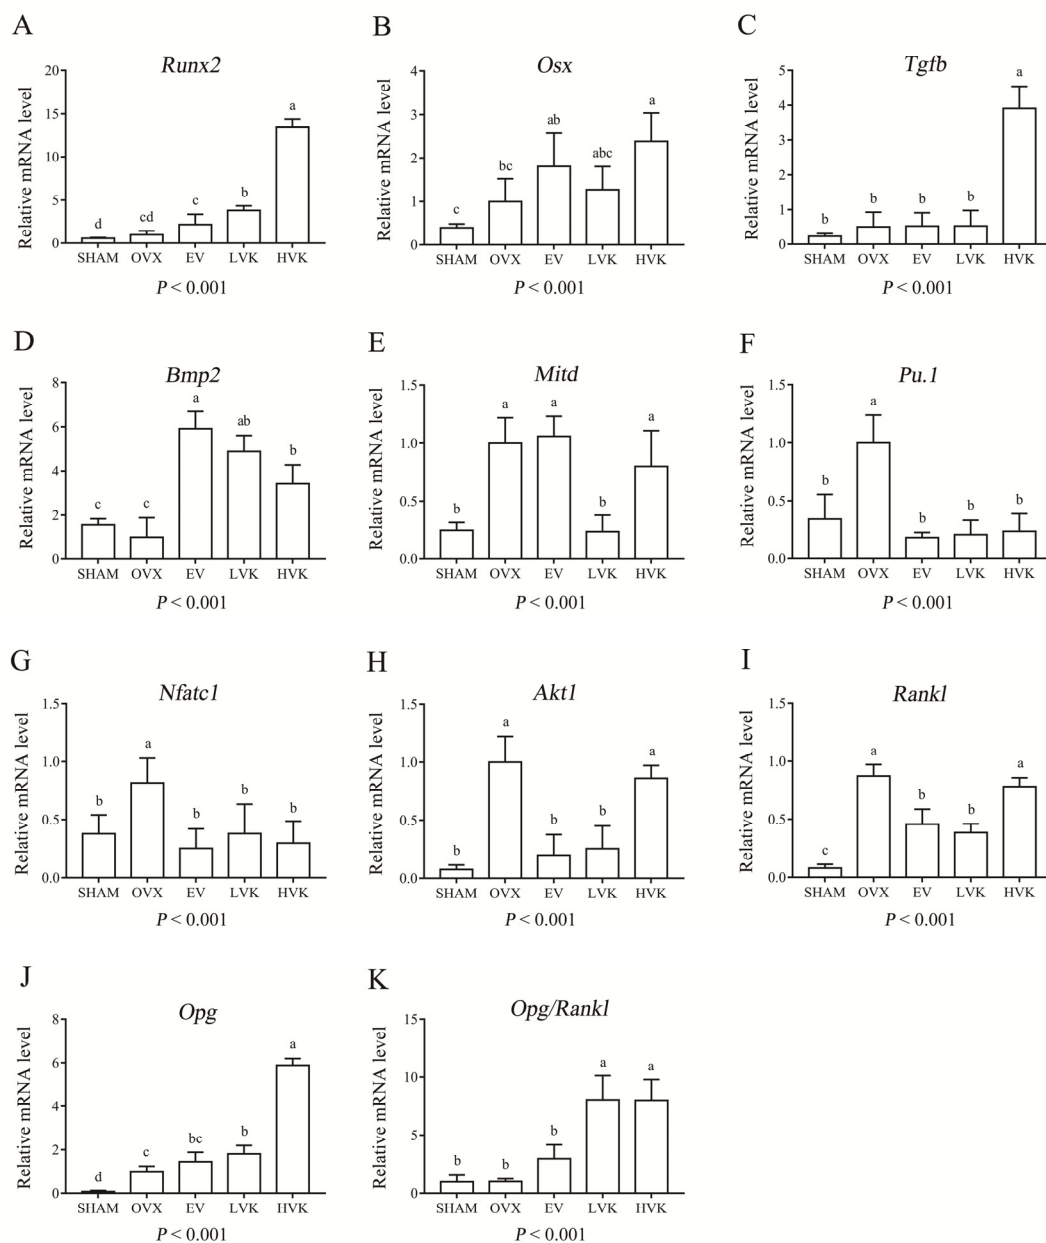 A
Runx2
Relative mRNA level
20
15
10
5
0
d
cd
c
b
a
SHAM OVX EV LVK HVK
P < 0.001
B
Osx
Relative mRNA level
4
3
2
1
0
c
bc
ab
abc
a
SHAM OVX EV LVK HVK
P < 0.001
C
Tgfb
Relative mRNA level
5
4
3
2
1
0
b
b
b
b
a
SHAM OVX EV LVK HVK
P < 0.001
D
Bmp2
Relative mRNA level
8
6
4
2
0
c
c
a
ab
b
SHAM OVX EV LVK HVK
P < 0.001
E
Mitd
Relative mRNA level
1.5
1.0
0.5
0.0
b
a
a
b
a
SHAM OVX EV LVK HVK
P < 0.001
F
Pu.1
Relative mRNA level
1.5
1.0
0.5
0.0
b
a
b
b
b
SHAM OVX EV LVK HVK
P < 0.001
G
Nfatc1
Relative mRNA level
1.5
1.0
0.5
0.0
b
a
b
b
b
SHAM OVX EV LVK HVK
P < 0.001
H
Akt1
Relative mRNA level
1.5
1.0
0.5
0.0
b
a
b
b
a
SHAM OVX EV LVK HVK
P < 0.001
I
Rankl
Relative mRNA level
1.5
1.0
0.5
0.0
c
a
b
b
a
SHAM OVX EV LVK HVK
P < 0.001
J
Opg
Relative mRNA level
8
6
4
2
0
d
c
bc
b
a
SHAM OVX EV LVK HVK
P < 0.001
K
Opg/Rankl
Relative mRNA level
15
10
5
0
b
b
b
a
a
SHAM OVX EV LVK HVK
P < 0.001